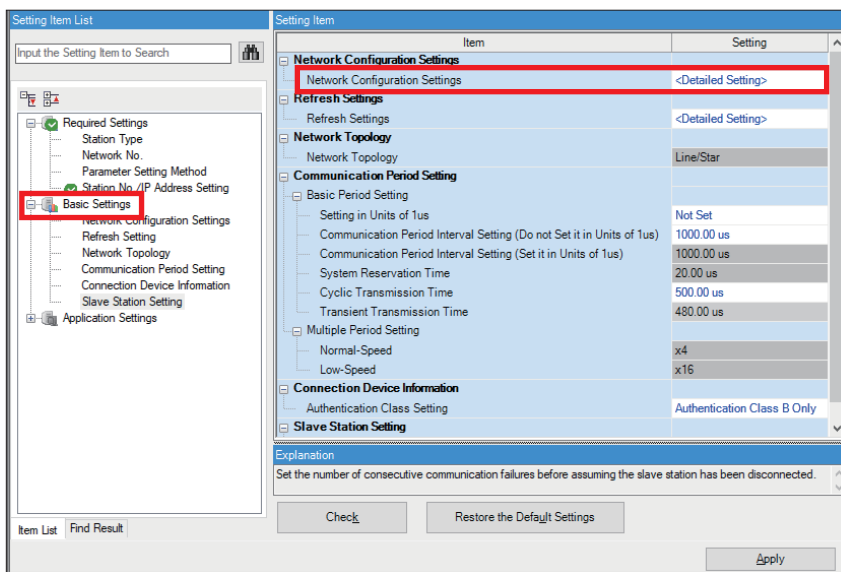 Setting Item List
Input the Setting Item to Search
Required Settings
Station Type
Network No.
Parameter Setting Method
Station No./IP Address Setting
Basic Settings
Network Configuration Settings
Refresh Setting
Network Topology
Communication Period Setting
Connection Device Information
Slave Station Setting
Application Settings
Item List Find Result
Setting Item
Item Setting
Network Configuration Settings
Network Configuration Settings <Detailed Setting>
Refresh Settings
Refresh Settings <Detailed Setting>
Network Topology
Network Topology Line/Star
Communication Period Setting
Basic Period Setting
Setting in Units of 1us Not Set
Communication Period Interval Setting (Do not Set it in Units of 1us) 1000.00 us
Communication Period Interval Setting (Set it in Units of 1us) 1000.00 us
System Reservation Time 20.00 us
Cyclic Transmission Time 500.00 us
Transient Transmission Time 480.00 us
Multiple Period Setting
Normal-Speed x4
Low-Speed x16
Connection Device Information
Authentication Class Setting Authentication Class B Only
Slave Station Setting
Explanation
Set the number of consecutive communication failures before assuming the slave station has been disconnected.
Check Restore the Default Settings
Apply